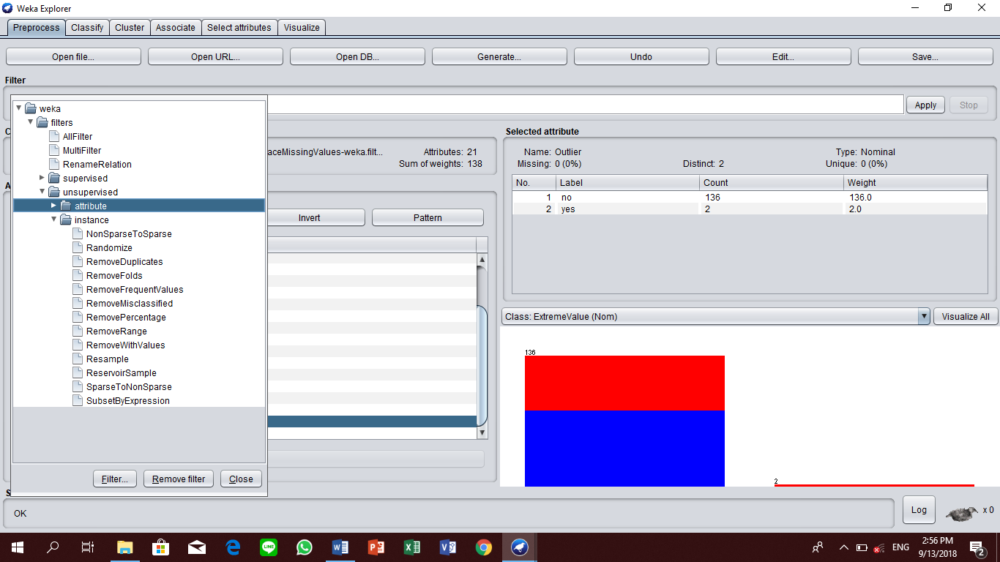 Weka Explorer
Preprocess Classify Cluster Associate Select attributes Visualize
Open file... Open URL... Open DB... Generate... Undo Edit... Save...
Filter
Apply Stop
weka
filters
AllFilter
MultiFilter
RenameRelation
supervised
unsupervised
attribute
instance
NonSparseToSparse
Randomize
RemoveDuplicates
RemoveFolds
RemoveFrequentValues
RemoveMisclassified
RemovePercentage
RemoveRange
RemoveWithValues
Resample
ReservoirSample
SparseToNonSparse
SubsetByExpression
Filter... Remove filter Close
aceMissingValues-weka.filt... Attributes: 21
Sum of weights: 138
Invert Pattern
Selected attribute
Name: Outlier Type: Nominal
Missing: 0 (0%) Distinct: 2 Unique: 0 (0%)
No. Label Count Weight
1 no 136 136.0
2 yes 2 2.0
Class: ExtremeValue (Nom) Visualize All
136
2
OK
Log x 0
LINE
ENG
2:56 PM
9/13/2018
2